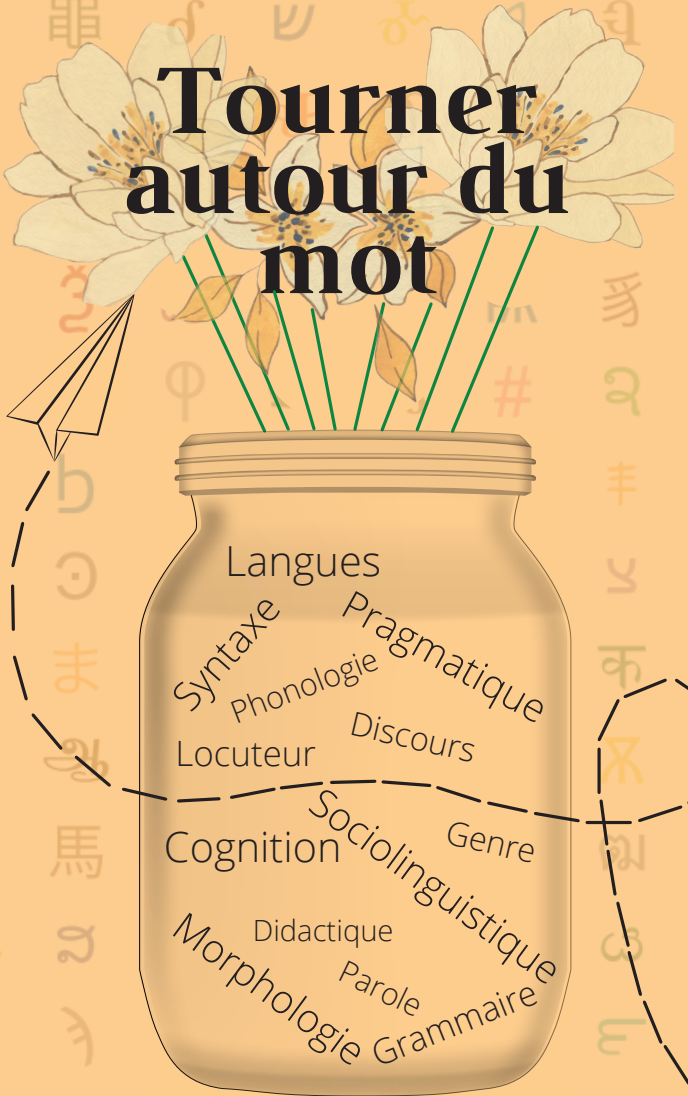 Tourner
autour du
mot
Langues
Syntaxe
Pragmatique
Phonologie
Discours
Locuteur
Sociolinguistique
Cognition
Genre
Didactique
Morphologie
Parole
Grammaire